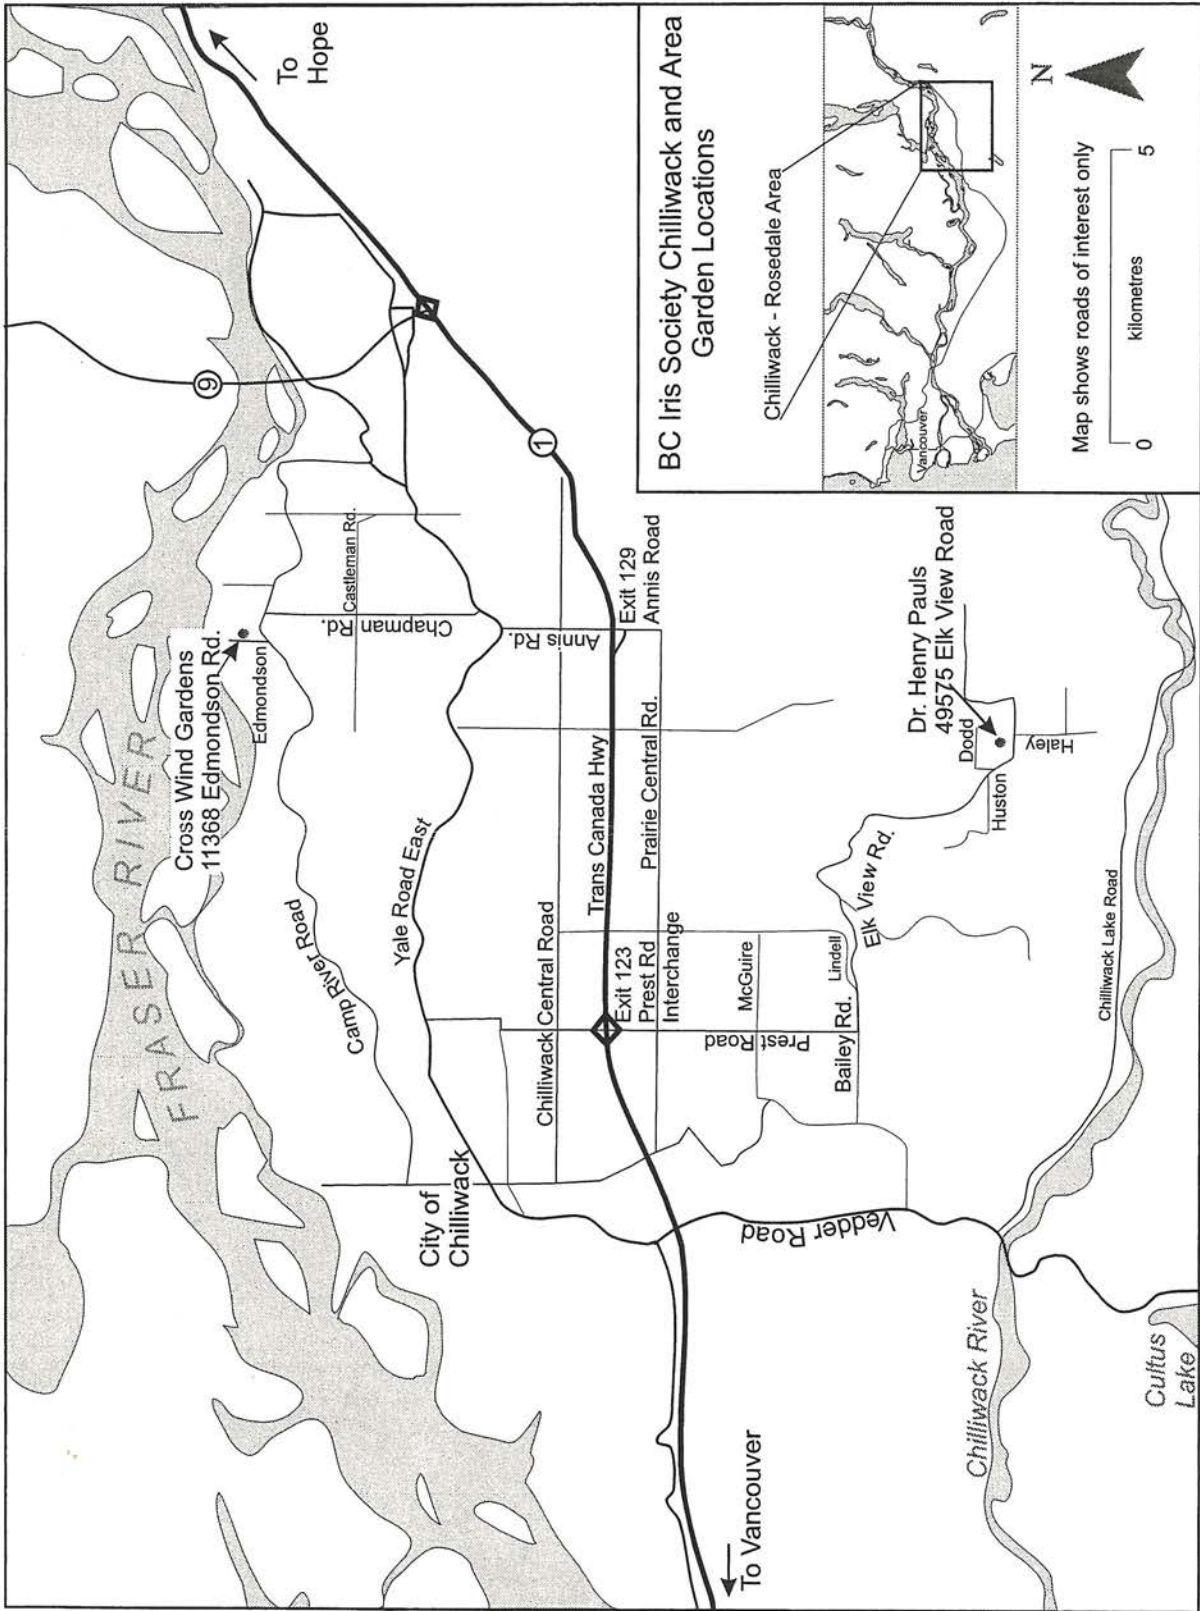 To
Hope
9
1
FRASER RIVER
Cross Wind Gardens
11368 Edmondson Rd.
Edmondson
Castleman Rd.
Chapman Rd.
Camp River Road
Yale Road East
Annis Rd.
Exit 129
Annis Road
Chilliwack Central Road
Trans Canada Hwy
Prairie Central Rd.
Exit 123
Prest Rd
Interchange
City of
Chilliwack
McGuire
Prest Road
Lindell
Bailey Rd.
Elk View Rd.
Dr. Henry Pauls
49575 Elk View Road
Dodd
Huston
Haley
Vedder Road
Chilliwack Lake Road
Chilliwack River
Cultus
Lake
To Vancouver
BC Iris Society Chilliwack and Area
Garden Locations
Chilliwack - Rosedale Area
Vancouver
N
Map shows roads of interest only
0
5
kilometres